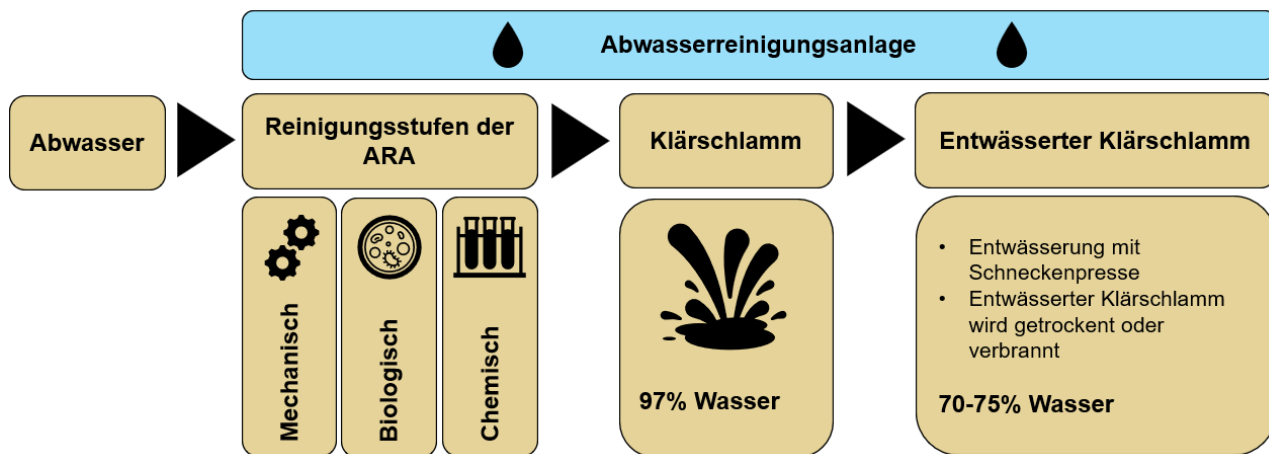 Abwasserreinigungsanlage
Abwasser
Reinigungsstufen der
ARA
Klärschlamm
Entwässerter Klärschlamm
Mechanisch
Biologisch
Chemisch
97% Wasser
• Entwässerung mit
Schneckenpresse
• Entwässerter Klärschlamm
wird getrockent oder
verbrannt
70-75% Wasser